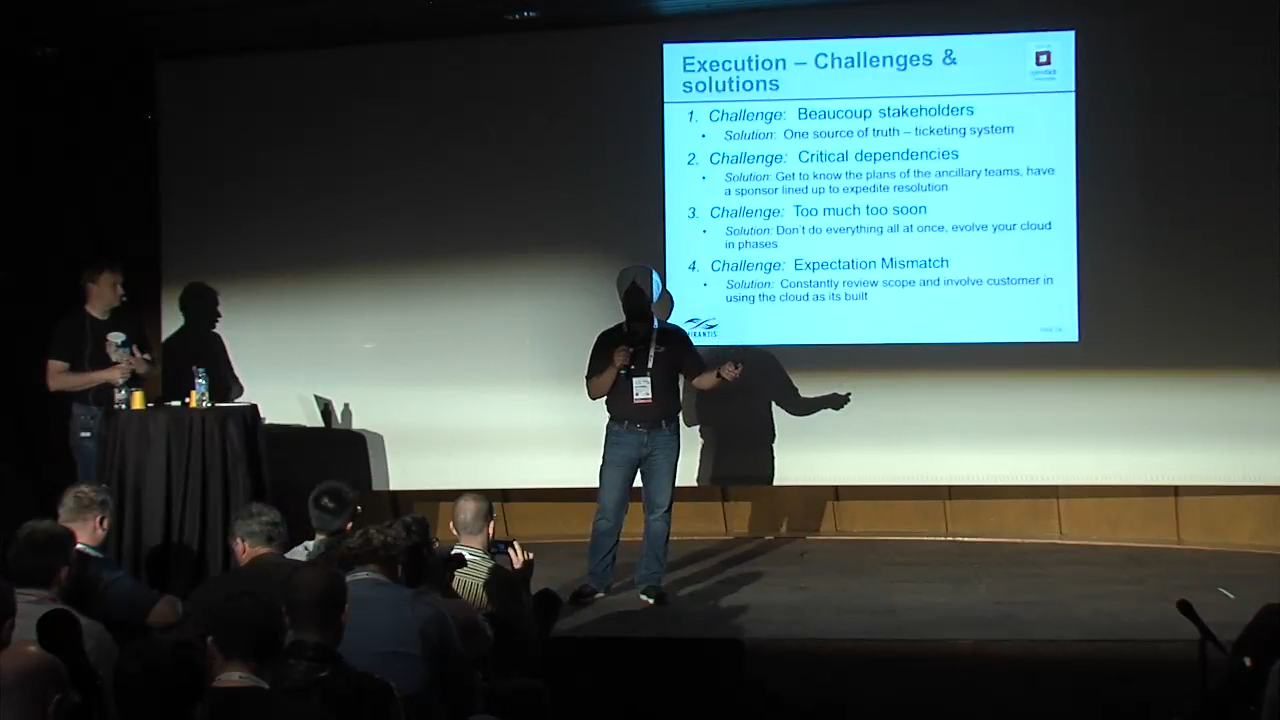 Execution – Challenges &
solutions
1. Challenge: Beaucoup stakeholders
• Solution: One source of truth – ticketing system
2. Challenge: Critical dependencies
• Solution: Get to know the plans of the ancillary teams, have
a sponsor lined up to expedite resolution
3. Challenge: Too much too soon
• Solution: Don't do everything all at once, evolve your cloud
in phases
4. Challenge: Expectation Mismatch
• Solution: Constantly review scope and involve customer in
using the cloud as its built